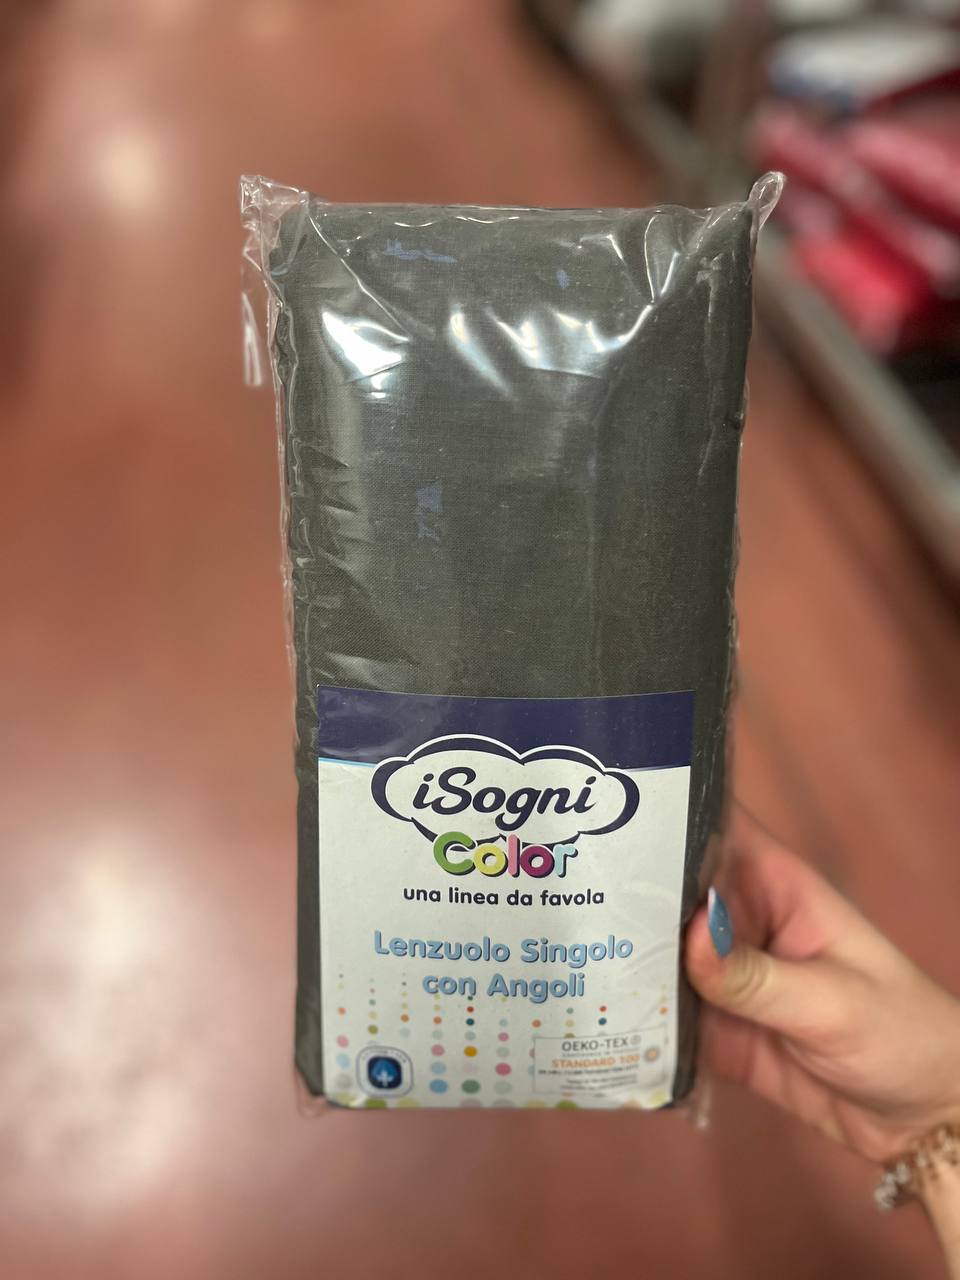 iSogni
Color
una linea da favola
Lenzuolo Singolo
con Angoli
OEKO-TEX®
STANDARD 100